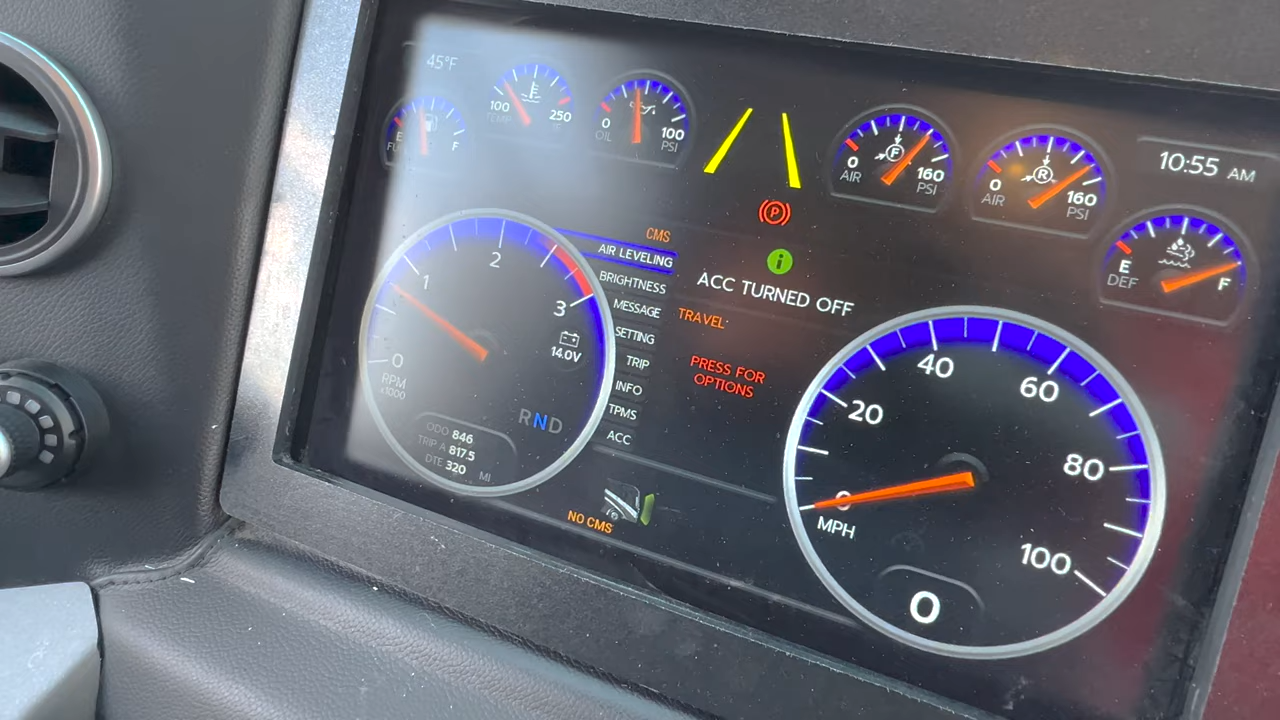 45°F
E
F
FU
100
250
TEMP
°F
0
100
OIL
PSI
0
F
160
AIR
PSI
0
R
160
AIR
PSI
10:55 AM
E
F
DEF
P
i
ACC TURNED OFF
TRAVEL
PRESS FOR
OPTIONS
CMS
AIR LEVELING
BRIGHTNESS
MESSAGE
SETTING
TRIP
INFO
TPMS
ACC
0
1
2
3
14.0V
RPM
x1000
RND
ODO 846
TRIP A 817.5
DTE 320 MI
NO CMS
0
20
40
60
80
100
MPH
0